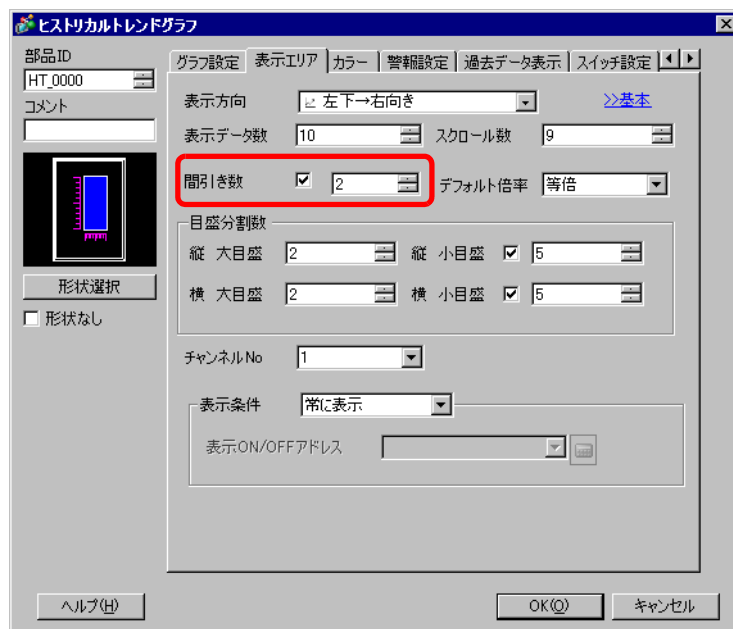 ヒストリカルトレンドグラフ
部品ID
HT_0000
コメント
形状選択
形状なし
グラフ設定 表示エリア カラー 警報設定 過去データ表示 スイッチ設定
表示方向 左下→右向き >>基本
表示データ数 10 スクロール数 9
間引き数 2 デフォルト倍率 等倍
目盛分割数
縦 大目盛 2 縦 小目盛 5
横 大目盛 2 横 小目盛 5
チャンネルNo 1
表示条件 常に表示
表示ON/OFFアドレス
ヘルプ(H) OK(O) キャンセル